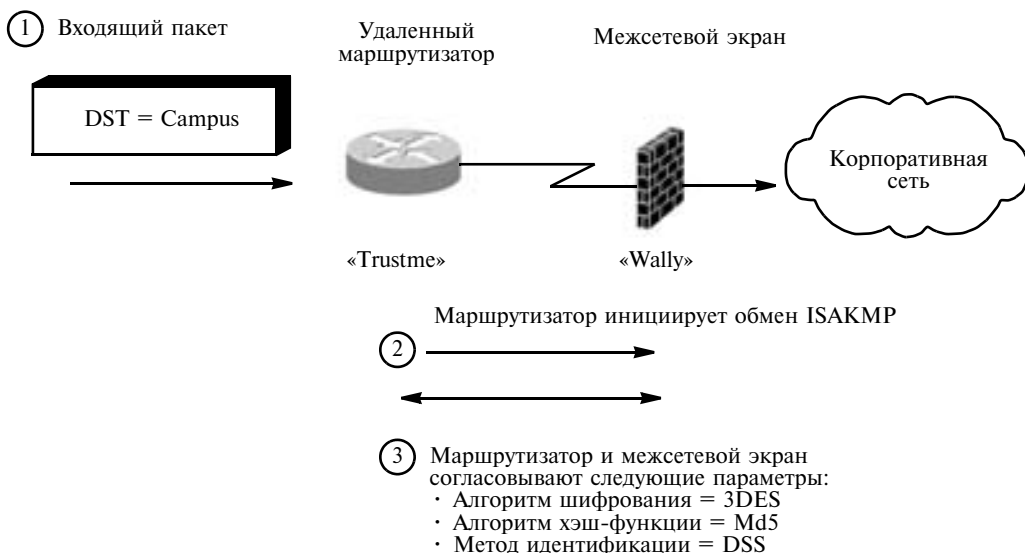 1 Входящий пакет
Удаленный
маршрутизатор
Межсетевой экран
DST = Campus
Корпоративная
сеть
«Trustme»
«Wally»
Маршрутизатор инициирует обмен ISAKMP
2
3 Маршрутизатор и межсетевой экран
согласовывают следующие параметры:
· Алгоритм шифрования = 3DES
· Алгоритм хэш-функции = Md5
· Метод идентификации = DSS